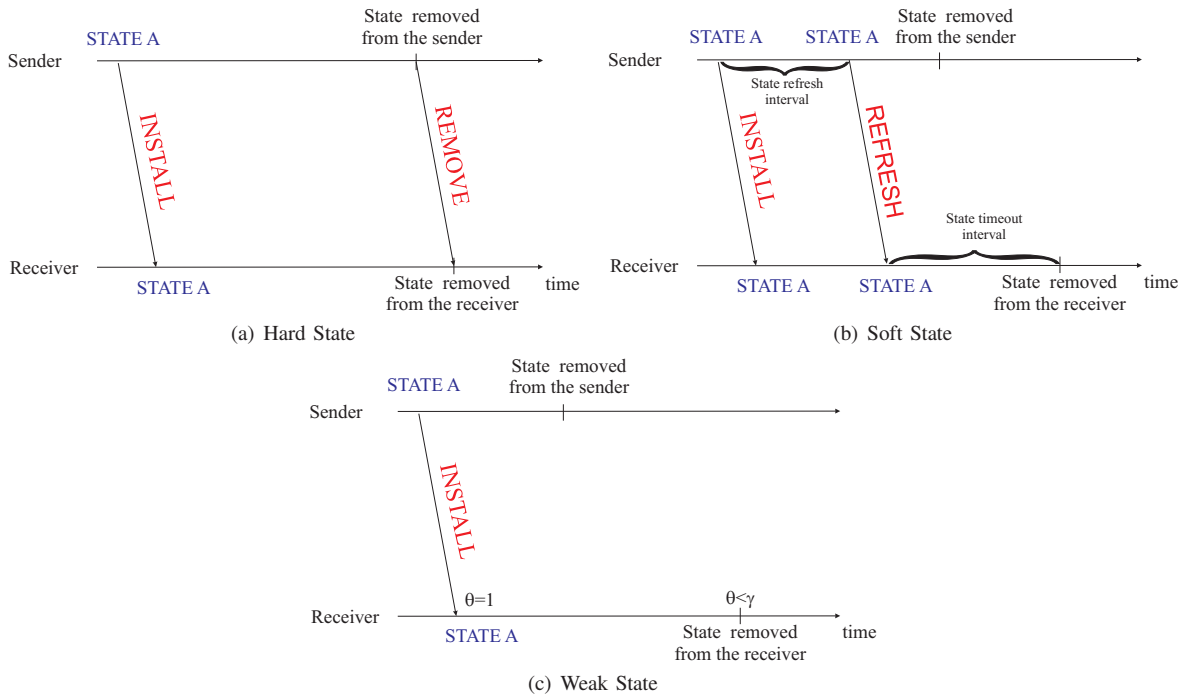 State removed
from the sender
STATE A
Sender
INSTALL
REMOVE
Receiver
time
STATE A
State removed
from the receiver
(a) Hard State
State removed
from the sender
STATE A
STATE A
Sender
State refresh
interval
INSTALL
REFRESH
State timeout
interval
Receiver
time
STATE A
STATE A
State removed
from the receiver
(b) Soft State
State removed
from the sender
STATE A
Sender
INSTALL
θ=1
θ<γ
Receiver
time
STATE A
State removed
from the receiver
(c) Weak State